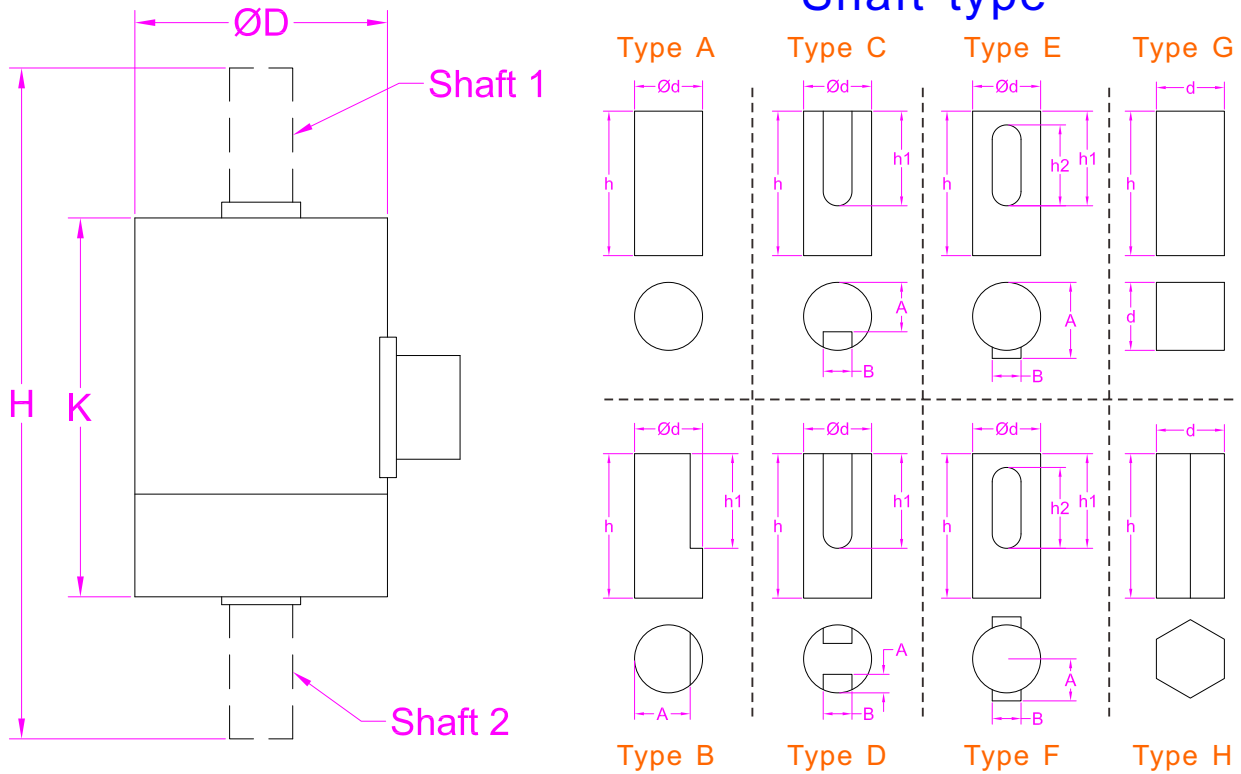 Shaft type
ØD
Shaft 1
H
K
Shaft 2
Type A
Type C
Type E
Type G
Ød
h
Ød
h
h1
A
B
Ød
h
h2
h1
A
B
d
h
d
Ød
h
h1
A
Ød
h
h1
A
B
Ød
h
h2
h1
A
B
d
h
Type B
Type D
Type F
Type H